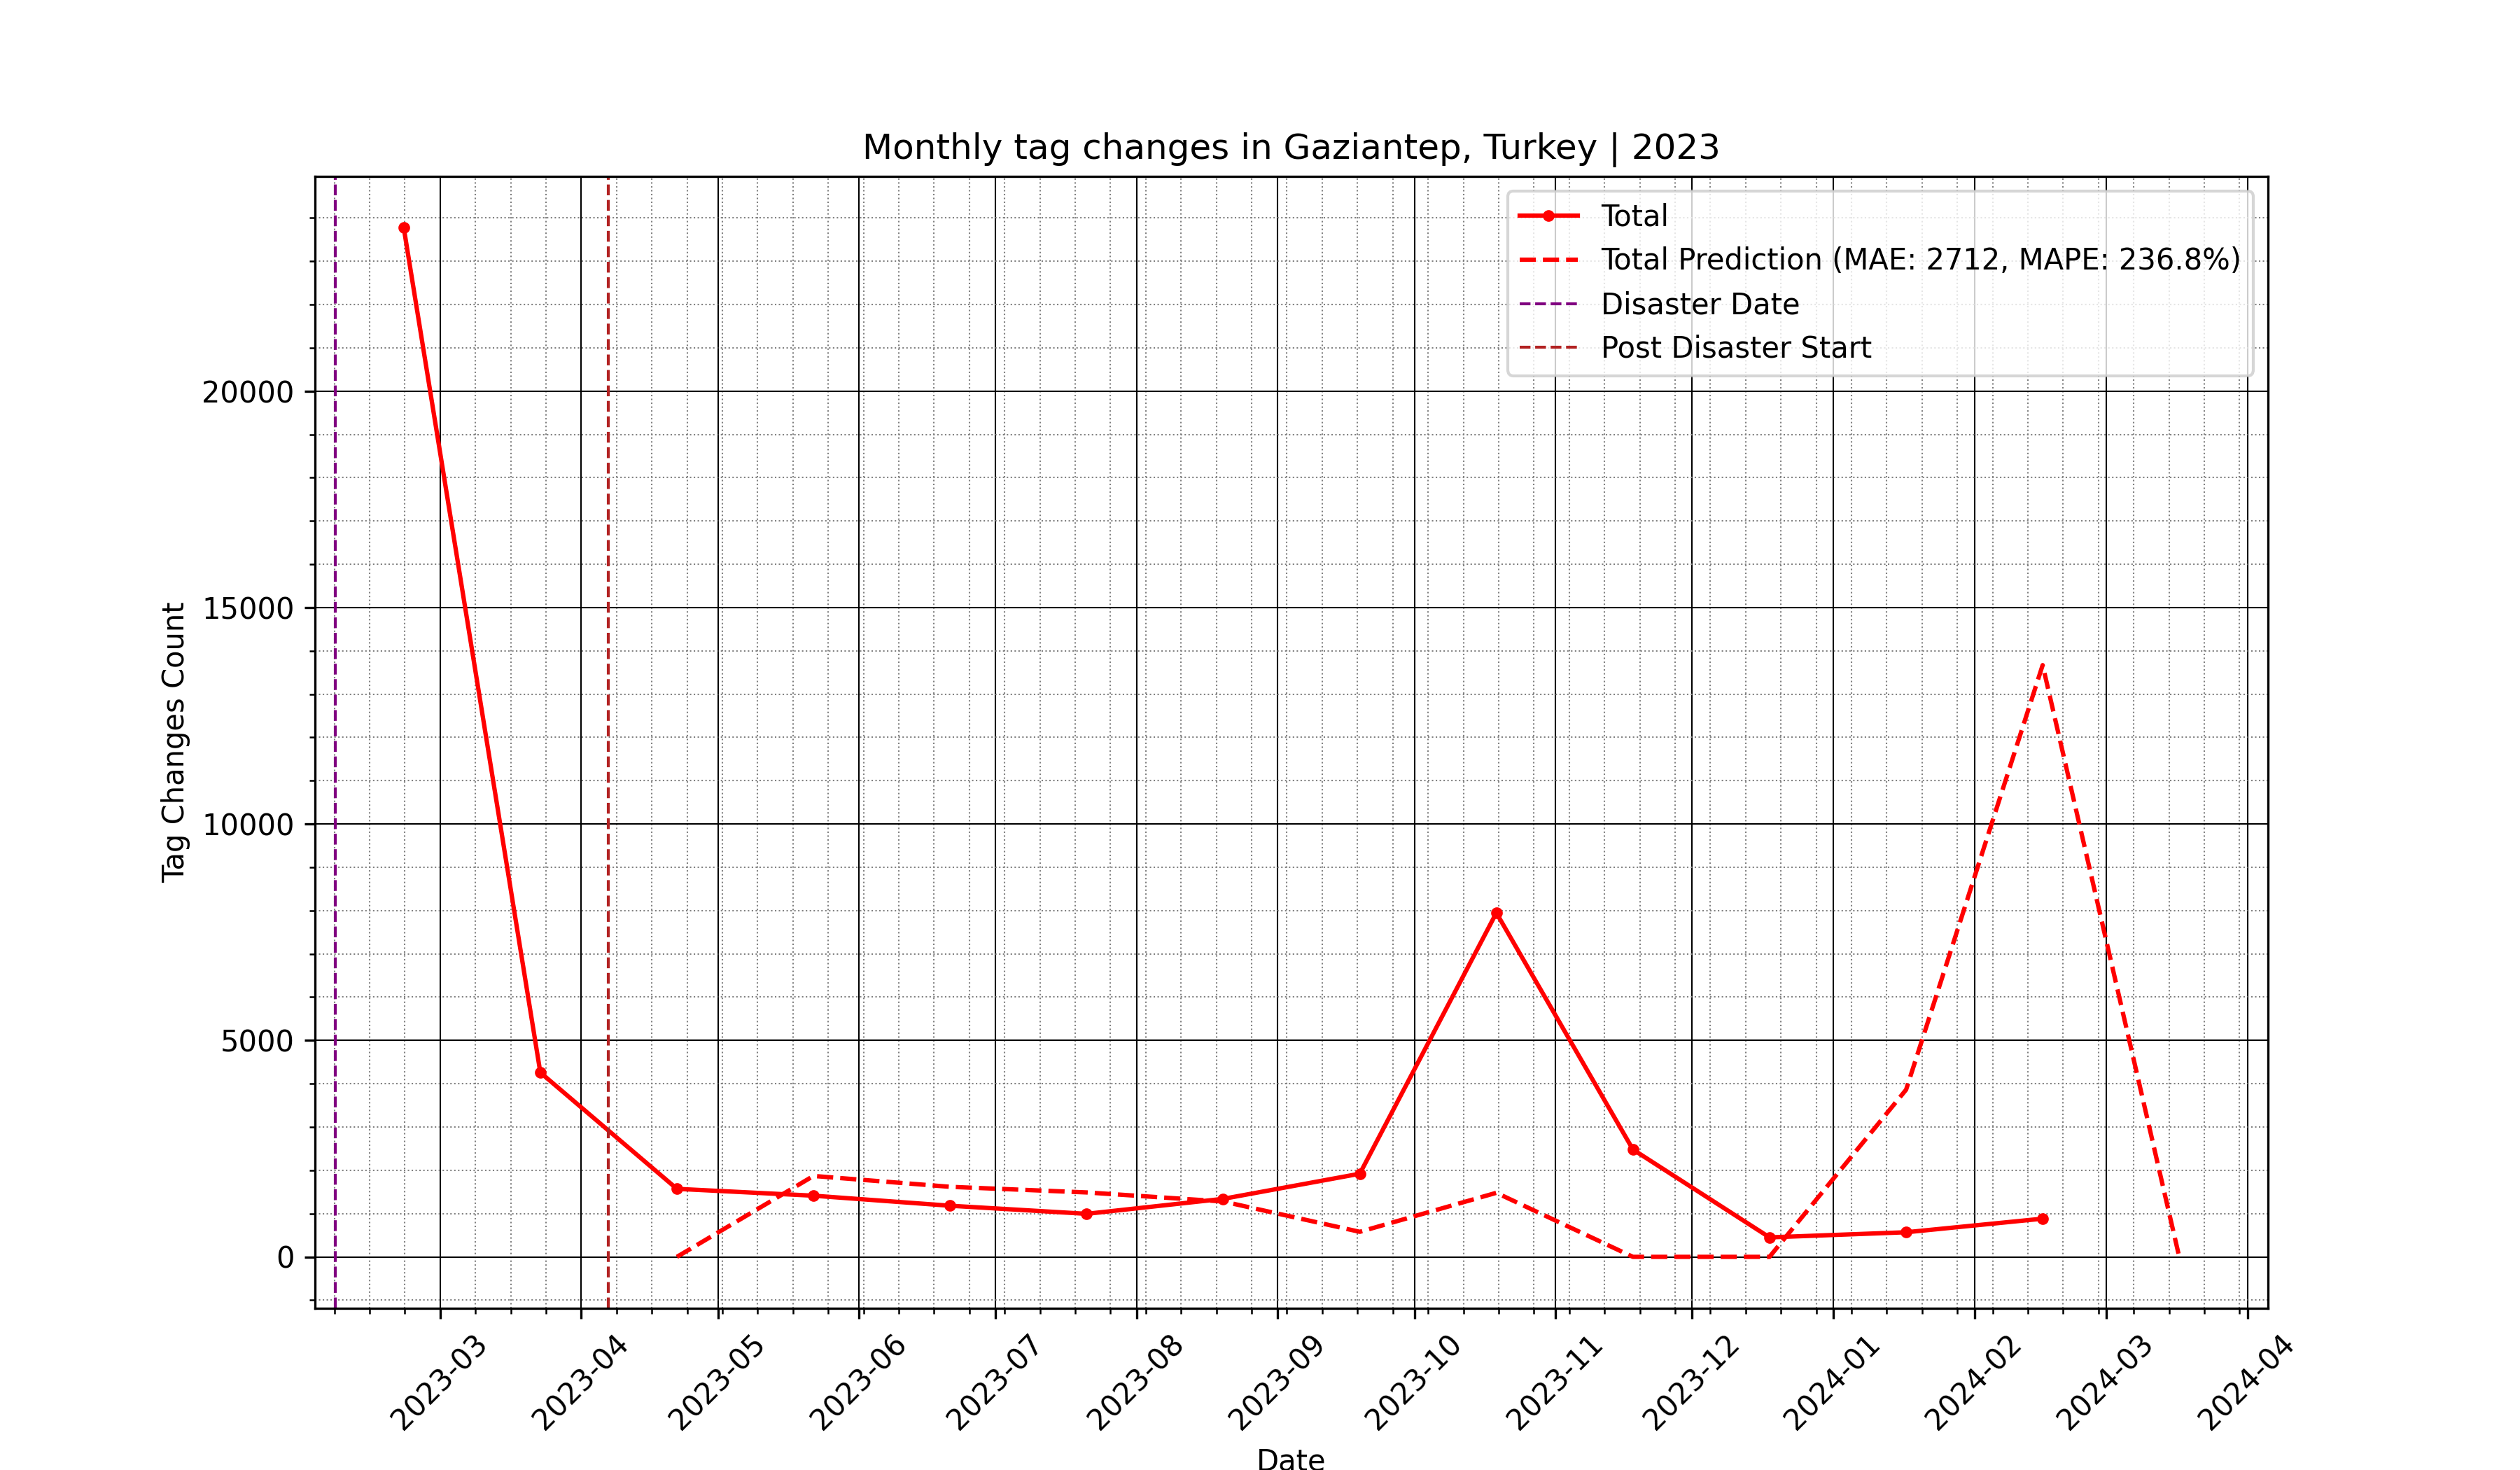 Monthly tag changes in Gaziantep, Turkey | 2023
Total
Total Prediction (MAE: 2712, MAPE: 236.8%)
Disaster Date
Post Disaster Start
Tag Changes Count
20000
15000
10000
5000
0
2023-03
2023-04
2023-05
2023-06
2023-07
2023-08
2023-09
2023-10
2023-11
2023-12
2024-01
2024-02
2024-03
2024-04
Date